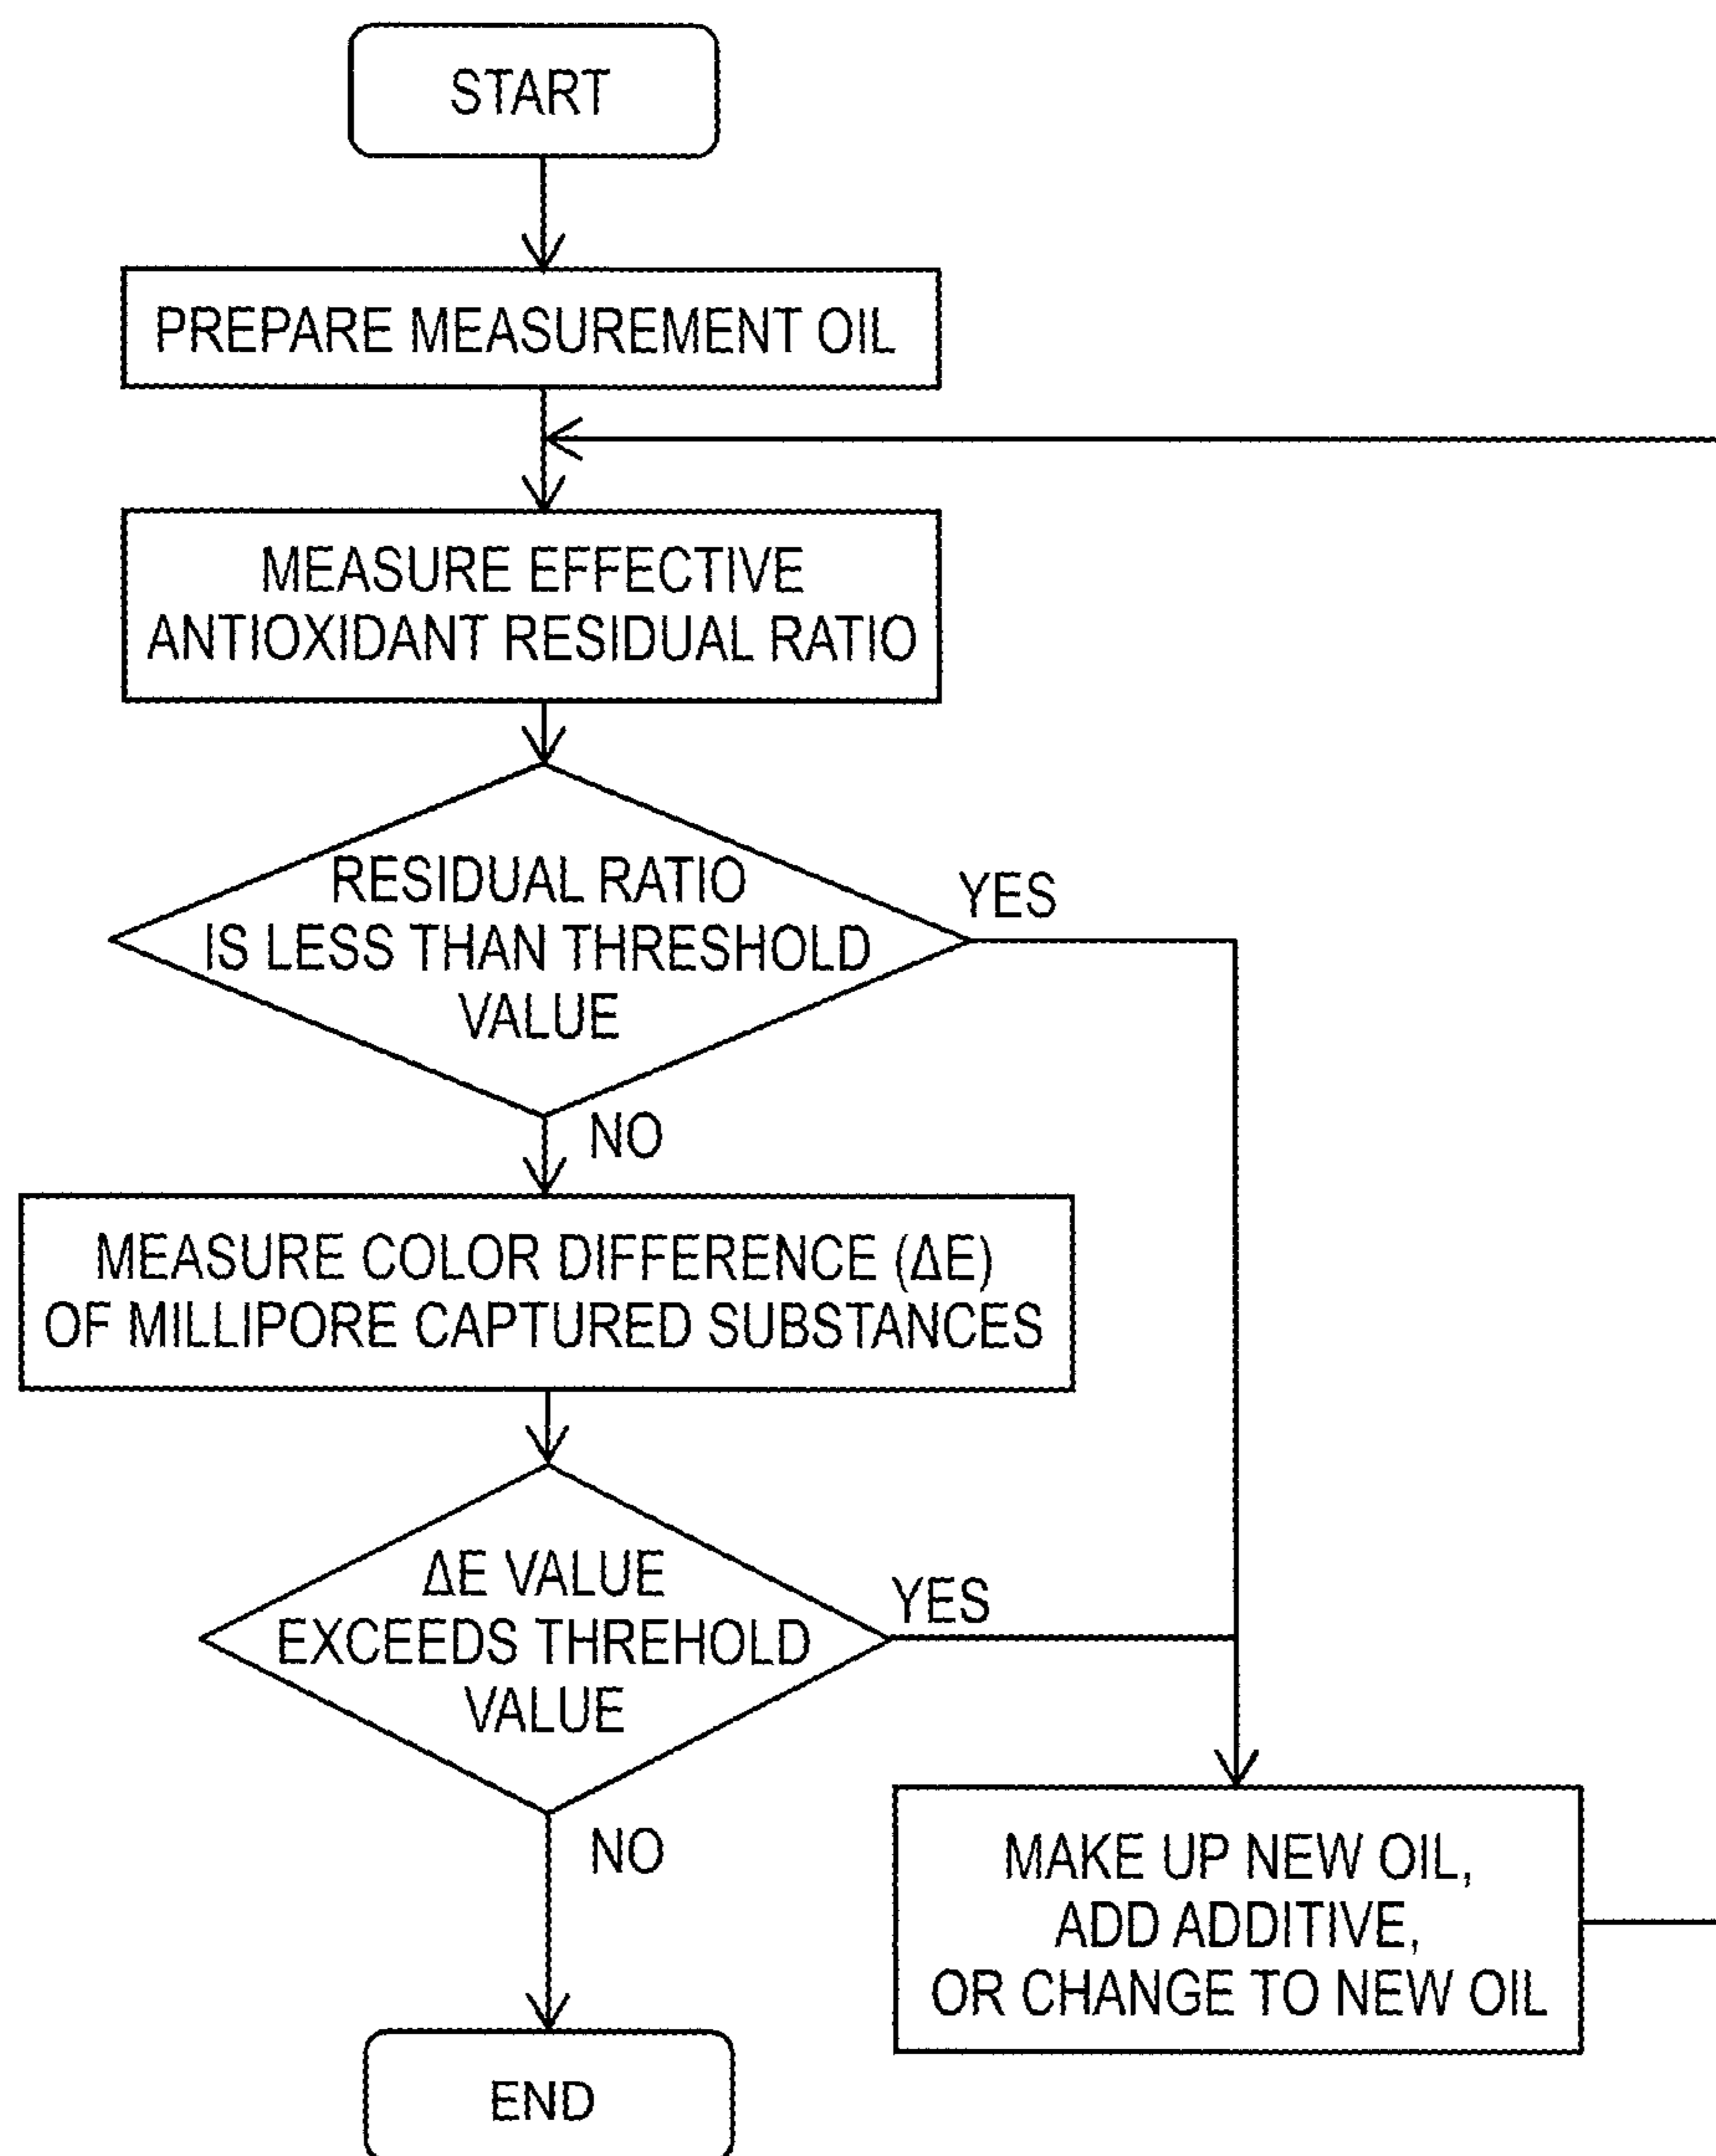 START
PREPARE MEASUREMENT OIL
MEASURE EFFECTIVE
ANTIOXIDANT RESIDUAL RATIO
RESIDUAL RATIO
IS LESS THAN THRESHOLD
VALUE
YES
NO
MEASURE COLOR DIFFERENCE (ΔE)
OF MILLIPORE CAPTURED SUBSTANCES
ΔE VALUE
EXCEEDS THREHOLD
VALUE
YES
NO
MAKE UP NEW OIL,
ADD ADDITIVE,
OR CHANGE TO NEW OIL
END